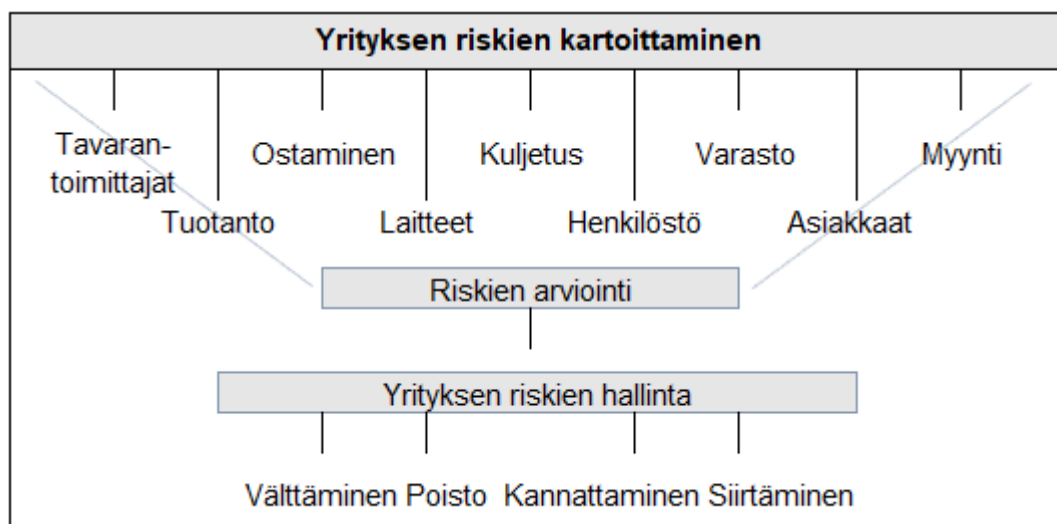 Yrityksen riskien kartoittaminen
Tavaran-
toimittajat
Ostaminen
Kuljetus
Varasto
Myynti
Tuotanto
Laitteet
Henkilöstö
Asiakkaat
Riskien arviointi
Yrityksen riskien hallinta
Välttäminen Poisto Kannattaminen Siirtäminen